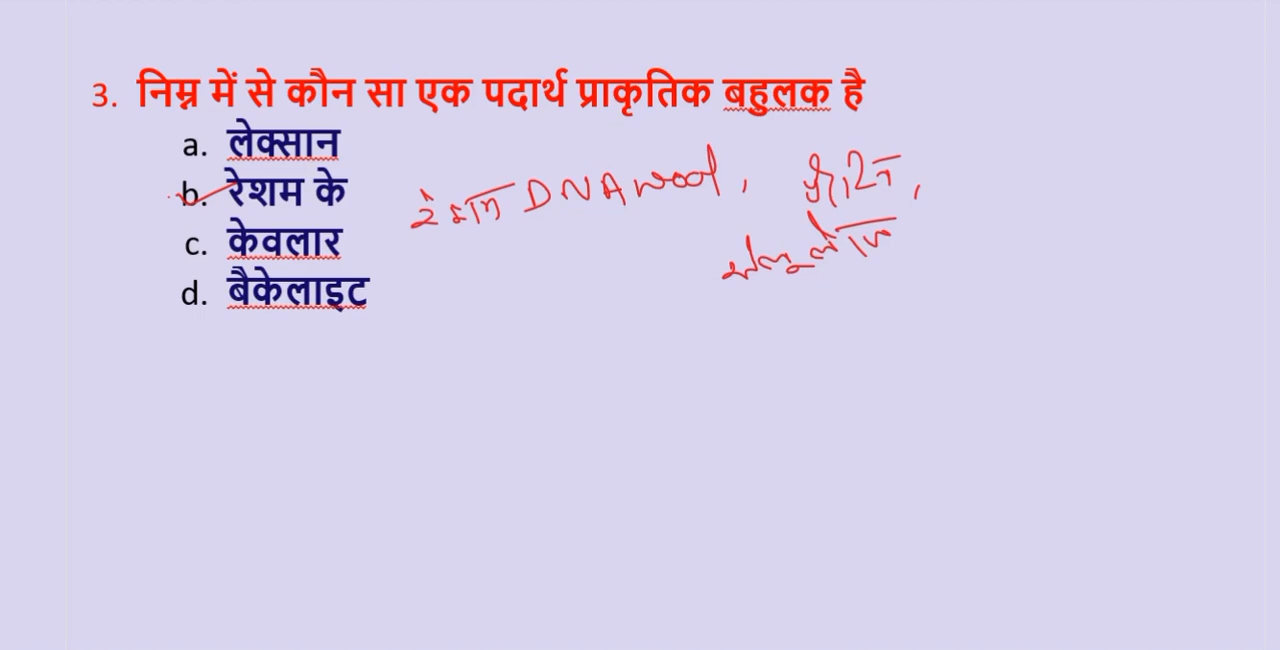 3. निम्न में से कौन सा एक पदार्थ प्राकृतिक बहुलक है
a. लेक्सान
b. रेशम के
c. केवलार
d. बैकेलाइट
रेशम DNA wool,